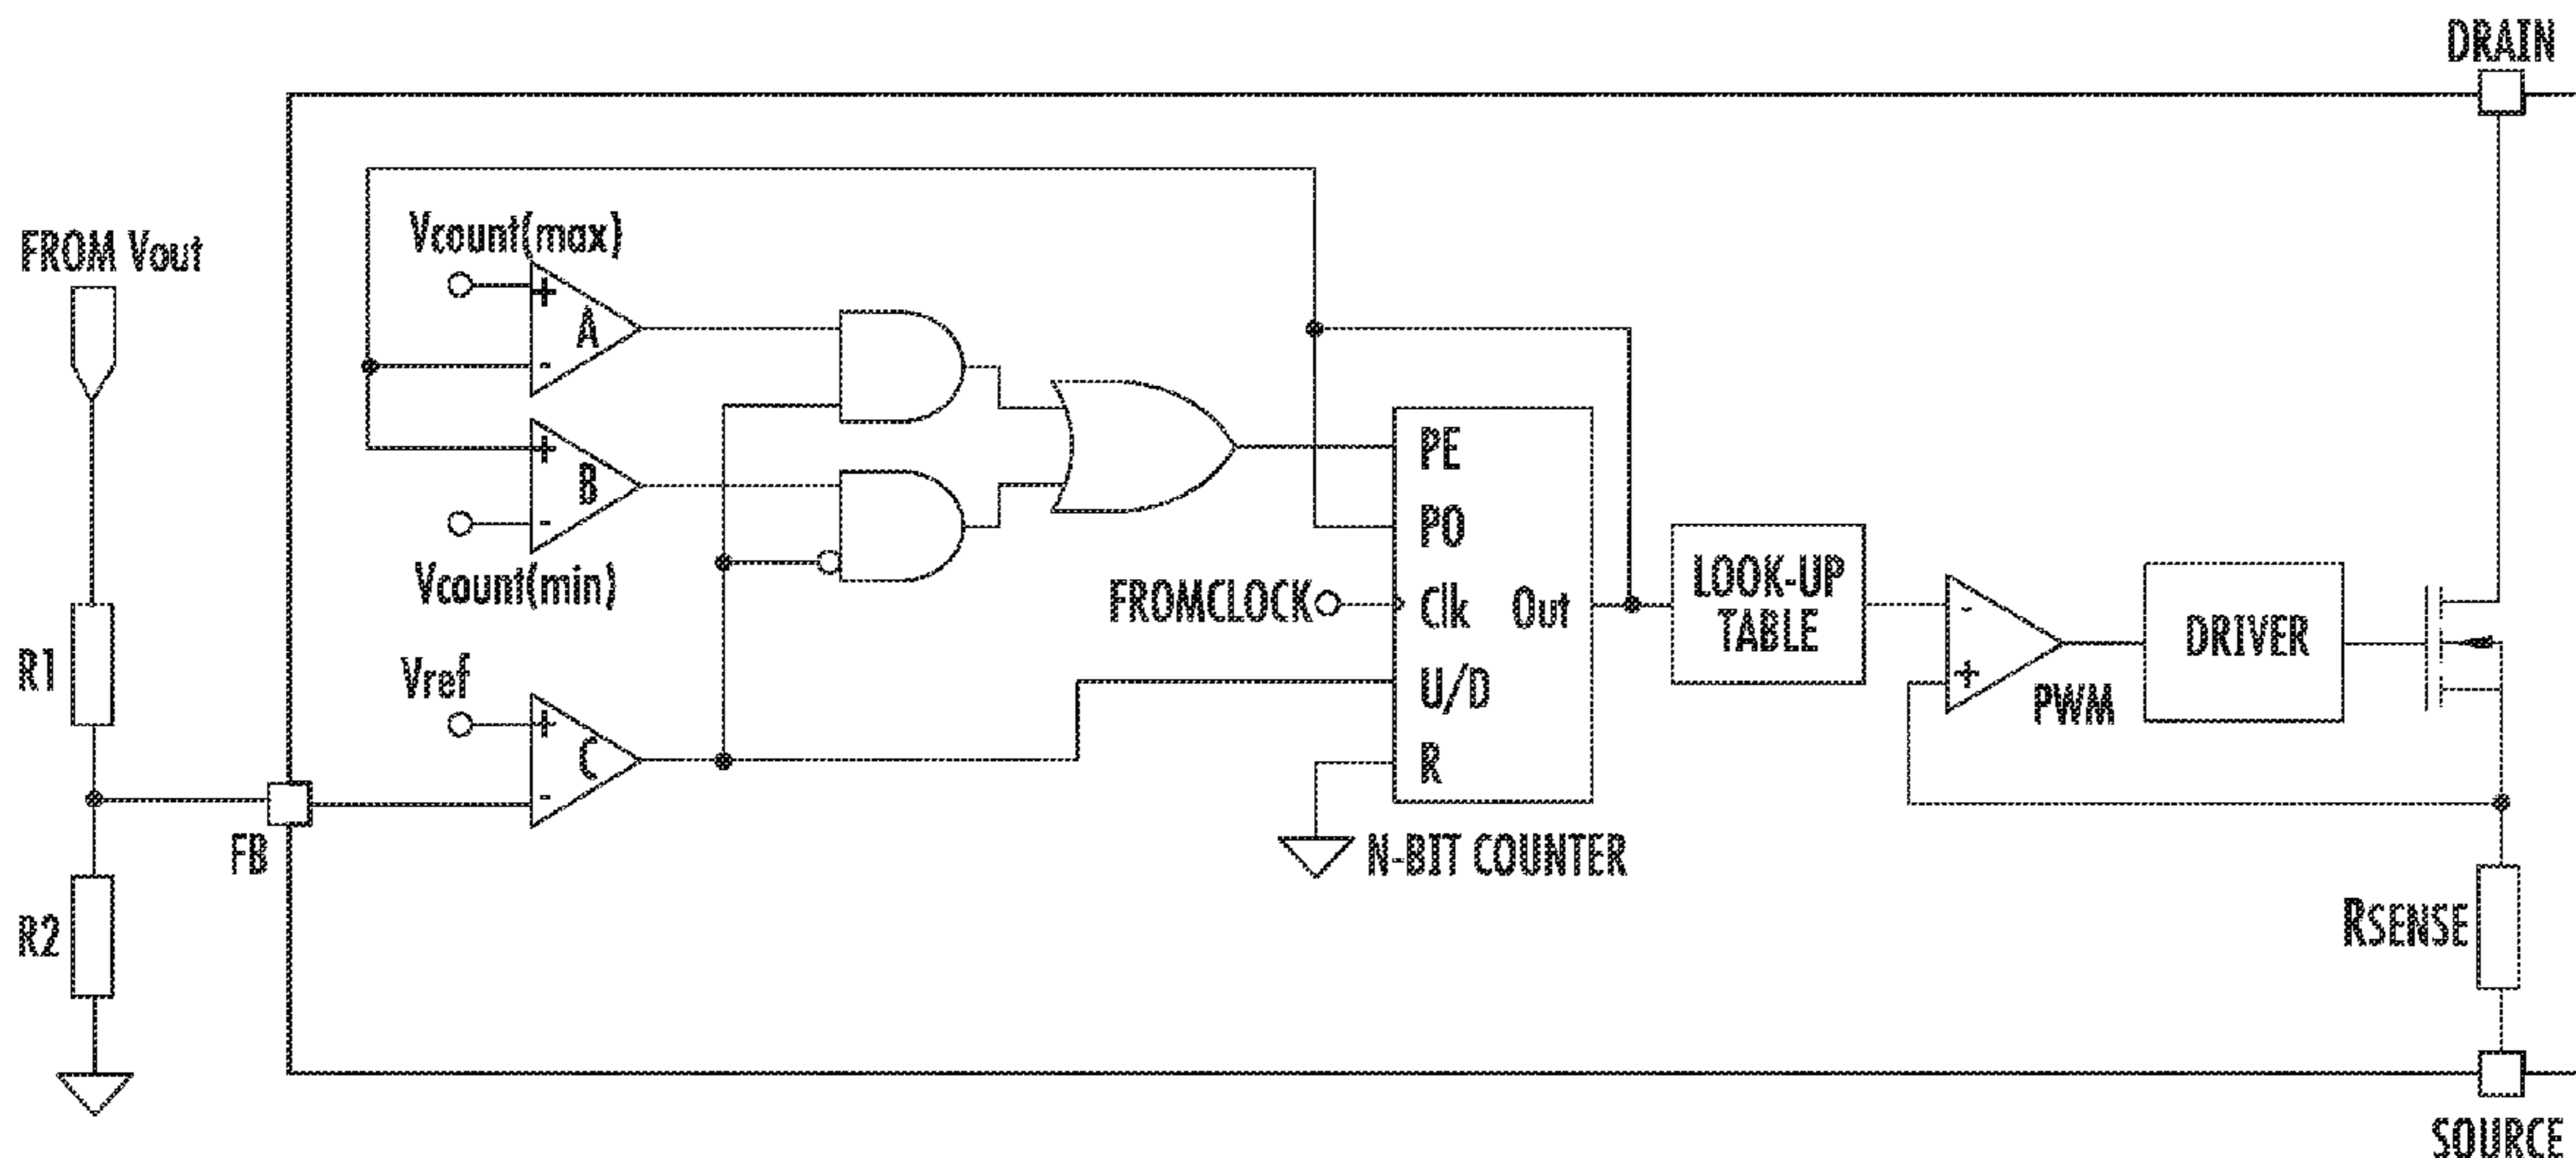 DRAIN
FROM Vout
Vcount(max)
+
A
-
+
B
-
Vcount(min)
Vref
+
C
-
R1
R2
FB
PE
PO
FROMCLOCK
Clk
Out
U/D
R
N-BIT COUNTER
LOOK-UP
TABLE
-
+
PWM
DRIVER
RSENSE
SOURCE